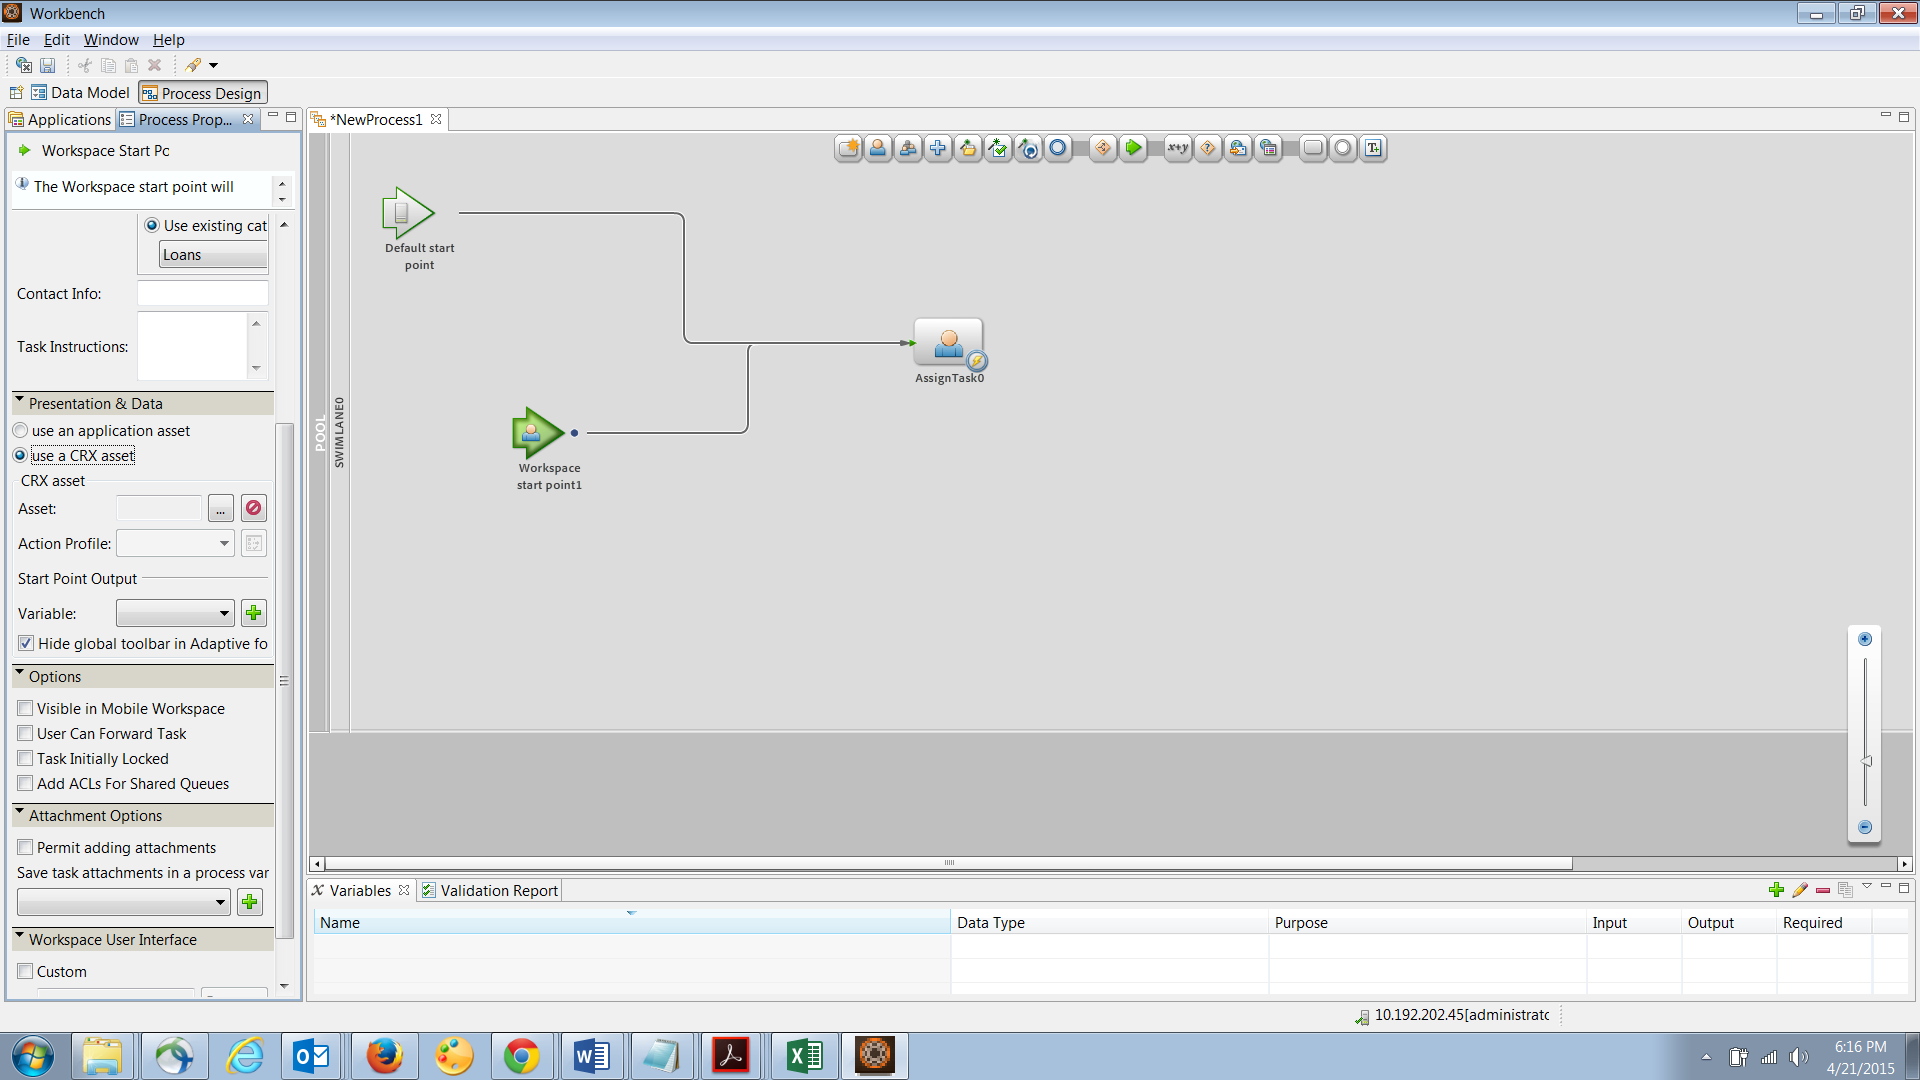 Workbench
File Edit Window Help
Data Model Process Design
Applications Process Prop... *NewProcess1
Workspace Start Pc
The Workspace start point will
Use existing cat
Loans
Contact Info:
Task Instructions:
Presentation & Data
use an application asset
use a CRX asset
CRX asset
Asset: ...
Action Profile:
Start Point Output
Variable:
Hide global toolbar in Adaptive fo
Options
Visible in Mobile Workspace
User Can Forward Task
Task Initially Locked
Add ACLs For Shared Queues
Attachment Options
Permit adding attachments
Save task attachments in a process var
Workspace User Interface
Custom
x+y
POOL
SWIMLANE0
Default start
point
AssignTask0
Workspace
start point1
Variables Validation Report
Name Data Type Purpose Input Output Required
10.192.202.45[administratc
6:16 PM
4/21/2015